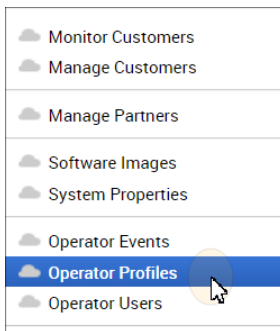 Monitor Customers
Manage Customers
Manage Partners
Software Images
System Properties
Operator Events
Operator Profiles
Operator Users